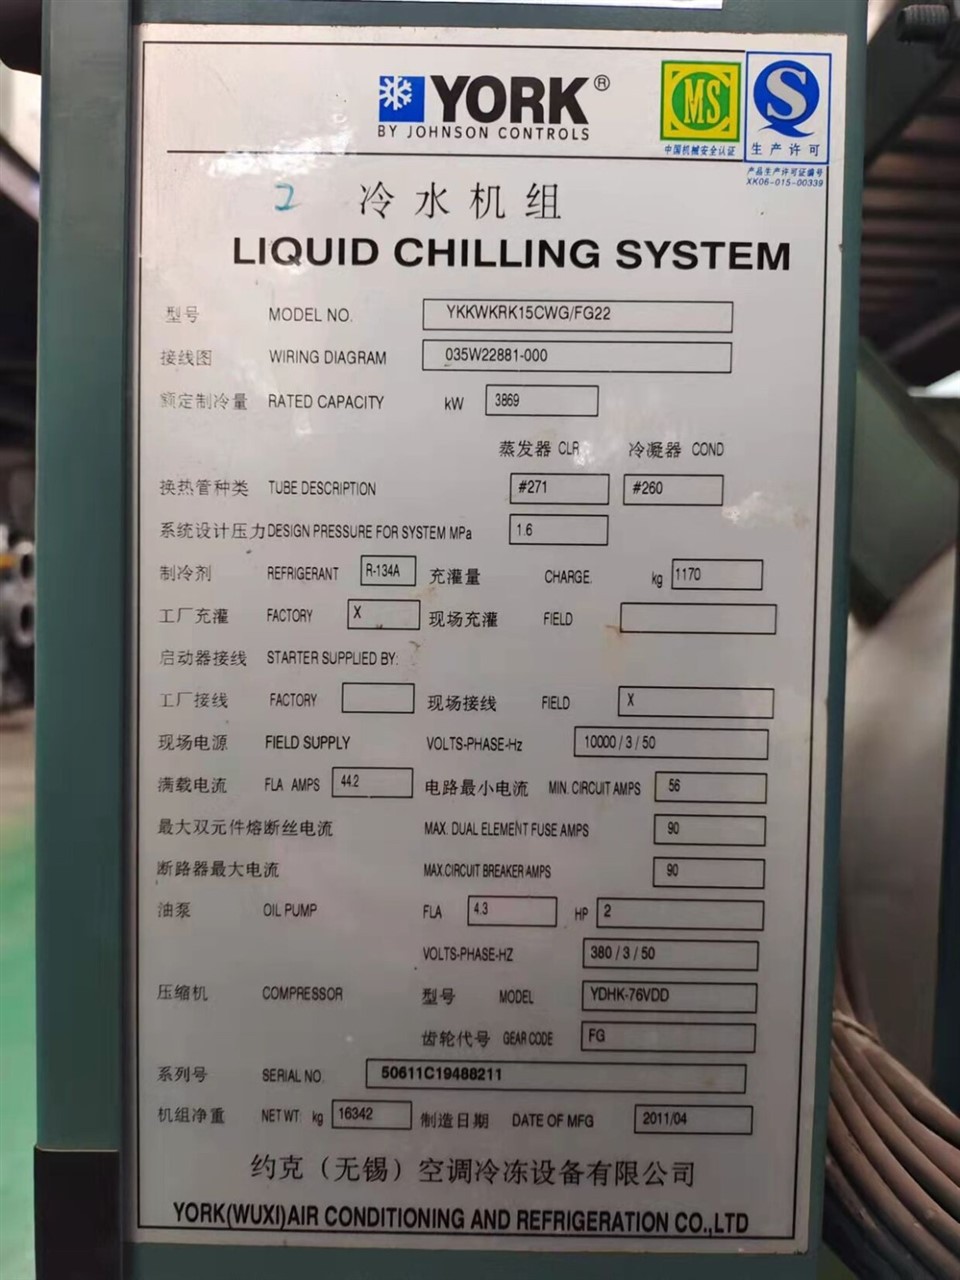 YORK®
BY JOHNSON CONTROLS
MS
中国机械安全认证
S
生产许可
产品生产许可证编号
XK06-015-00339
2 冷水机组
LIQUID CHILLING SYSTEM
型号 MODEL NO. YKKWKRK15CWG/FG22
接线图 WIRING DIAGRAM 035W22881-000
额定制冷量 RATED CAPACITY kW 3869
蒸发器 CLR 冷凝器 COND
换热管种类 TUBE DESCRIPTION #271 #260
系统设计压力 DESIGN PRESSURE FOR SYSTEM MPa 1.6
制冷剂 REFRIGERANT R-134A 充灌量 CHARGE. kg 1170
工厂充灌 FACTORY X 现场充灌 FIELD
启动器接线 STARTER SUPPLIED BY:
工厂接线 FACTORY 现场接线 FIELD X
现场电源 FIELD SUPPLY VOLTS-PHASE-Hz 10000 / 3 / 50
满载电流 FLA AMPS 44.2 电路最小电流 MIN. CIRCUIT AMPS 56
最大双元件熔断丝电流 MAX. DUAL ELEMENT FUSE AMPS 90
断路器最大电流 MAX.CIRCUIT BREAKER AMPS 90
油泵 OIL PUMP FLA 4.3 HP 2
VOLTS-PHASE-HZ 380 / 3 / 50
压缩机 COMPRESSOR 型号 MODEL YDHK-76VDD
齿轮代号 GEAR CODE FG
系列号 SERIAL NO. 50611C19488211
机组净重 NET WT: kg 16342 制造日期 DATE OF MFG 2011/04
约克（无锡）空调冷冻设备有限公司
YORK(WUXI)AIR CONDITIONING AND REFRIGERATION CO.,LTD